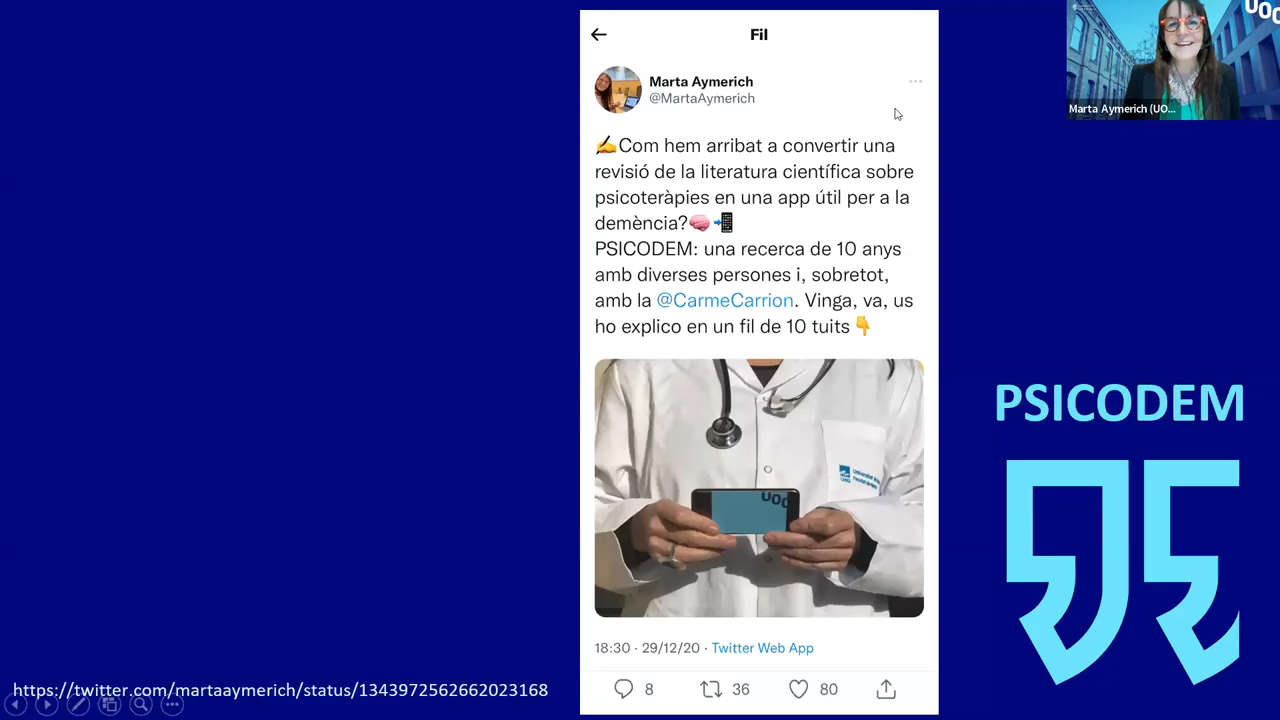 Fil
Marta Aymerich
@MartaAymerich
✍Com hem arribat a convertir una
revisió de la literatura científica sobre
psicoteràpies en una app útil per a la
demència?🧠📲
PSICODEM: una recerca de 10 anys
amb diverses persones i, sobretot,
amb la @CarmeCarrion. Vinga, va, us
ho explico en un fil de 10 tuits👇
UOC
18:30 · 29/12/20 · Twitter Web App
8 36 80
UOC
Marta Aymerich (UO...
PSICODEM
https://twitter.com/martaaymerich/status/1343972562662023168